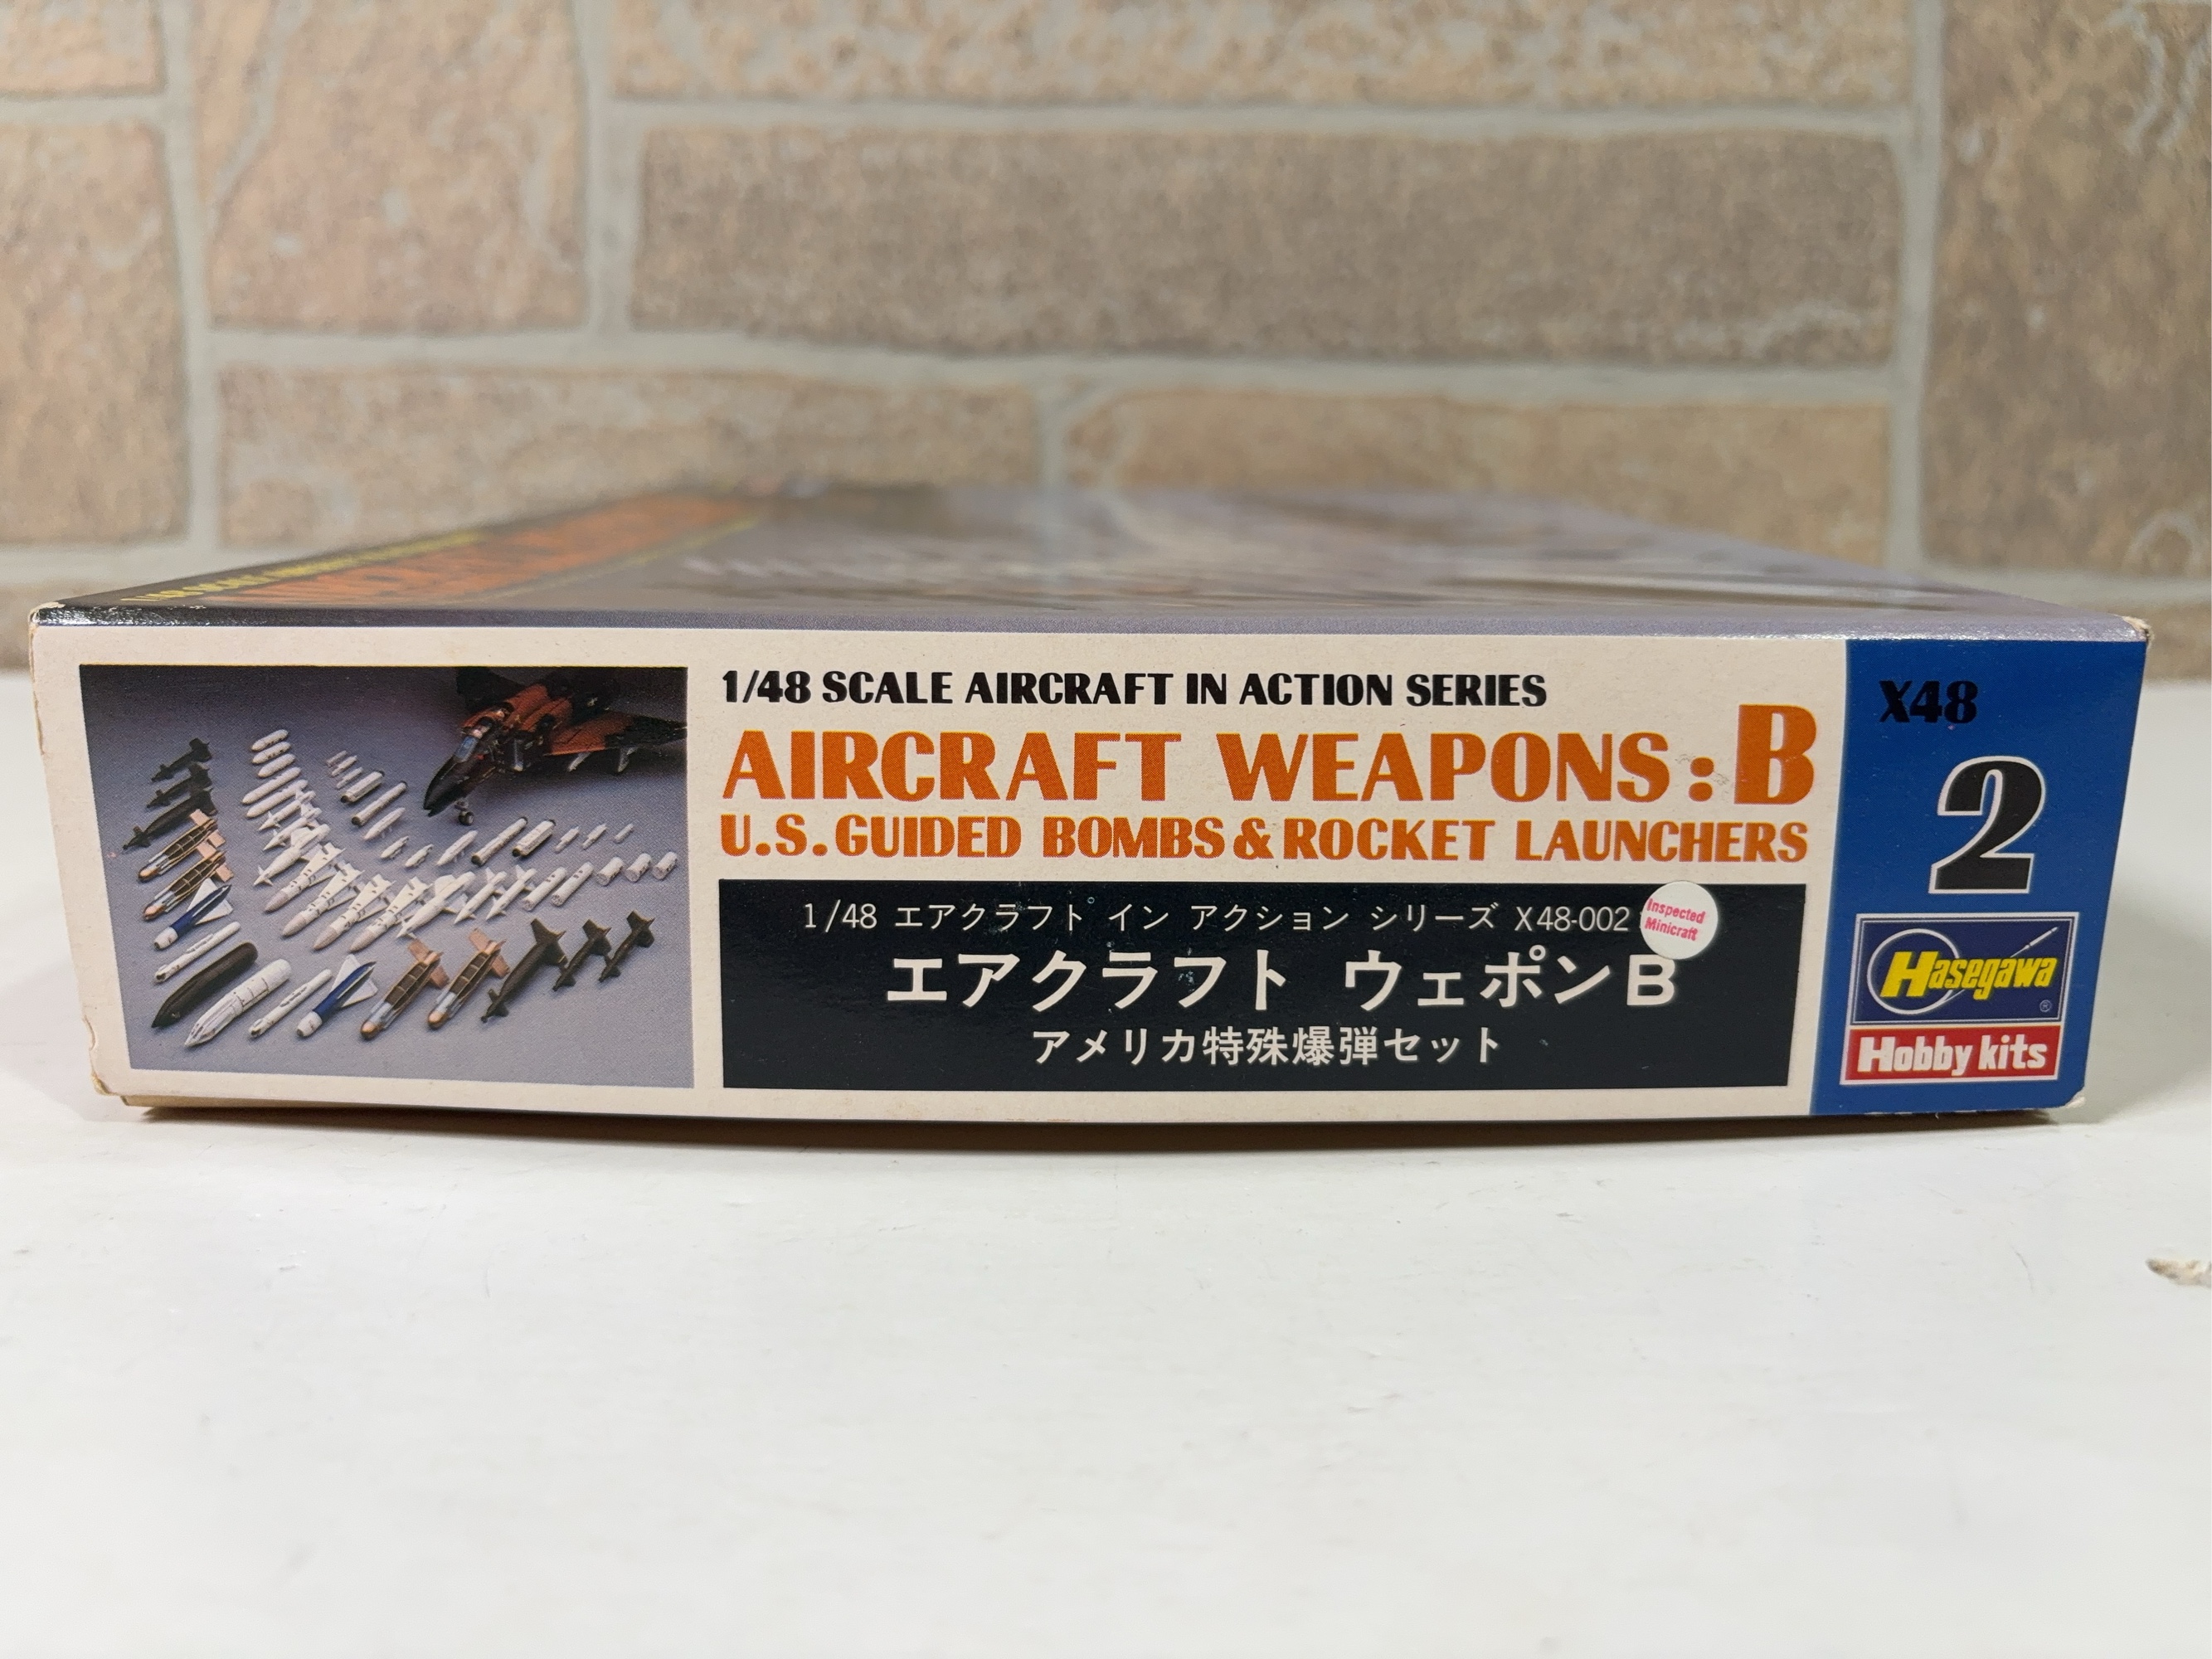 1/48 SCALE AIRCRAFT IN ACTION SERIES
AIRCRAFT WEAPONS:B
U.S.GUIDED BOMBS & ROCKET LAUNCHERS
1/48 エアクラフト イン アクション シリーズ X48-002
Inspected
Minicraft
エアクラフト ウェポンB
アメリカ特殊爆弾セット
X48
2
Hasegawa
®
Hobby kits